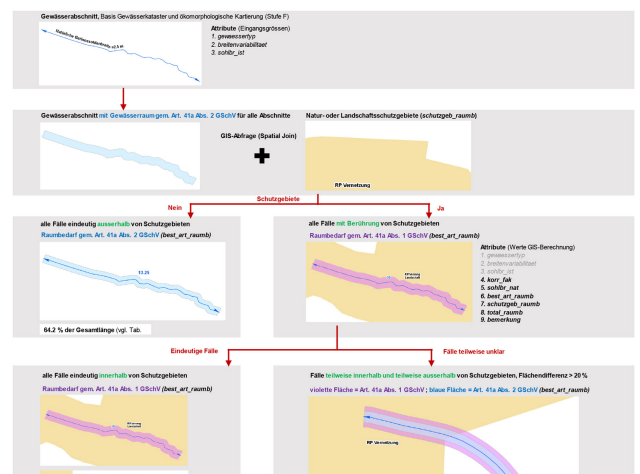 Gewässerabschnitt, Basis Gewässerkataster und ökomorphologische Kartierung (Stufe F)
Attribute (Eingangsgrössen)
1. gewaessertyp
2. breitenvariabilitaet
3. sohlbr_ist
Gewässerabschnitt mit Gewässerraum gem. Art. 41a Abs. 2 GSchV für alle Abschnitte
GIS-Abfrage (Spatial Join)
Natur- oder Landschaftsschutzgebiete (schutzgeb_raumb)
RP Vernetzung
Schutzgebiete
Nein
Ja
alle Fälle eindeutig ausserhalb von Schutzgebieten
Raumbedarf gem. Art. 41a Abs. 2 GSchV (best_art_raumb)
13.25
64.2 % der Gesamtlänge (vgl. Tab.
alle Fälle mit Berührung von Schutzgebieten
Raumbedarf gem. Art. 41a Abs. 1 GSchV (best_art_raumb)
Attribute (Werte GIS-Berechnung)
1. gewaessertyp
2. breitenvariabilitaet
3. sohlbr_ist
4. korr_fak
5. sohlbr_nat
6. best_art_raumb
7. schutzgeb_raumb
8. total_raumb
9. bemerkung
Eindeutige Fälle
Fälle teilweise unklar
alle Fälle eindeutig innerhalb von Schutzgebieten
Raumbedarf gem. Art. 41a Abs. 1 GSchV (best_art_raumb)
Fälle teilweise innerhalb und teilweise ausserhalb von Schutzgebieten, Flächendifferenz > 20 %
violette Fläche = Art. 41a Abs. 1 GSchV ; blaue Fläche = Art. 41a Abs. 2 GSchV (best_art_raumb)
RP Vernetzung